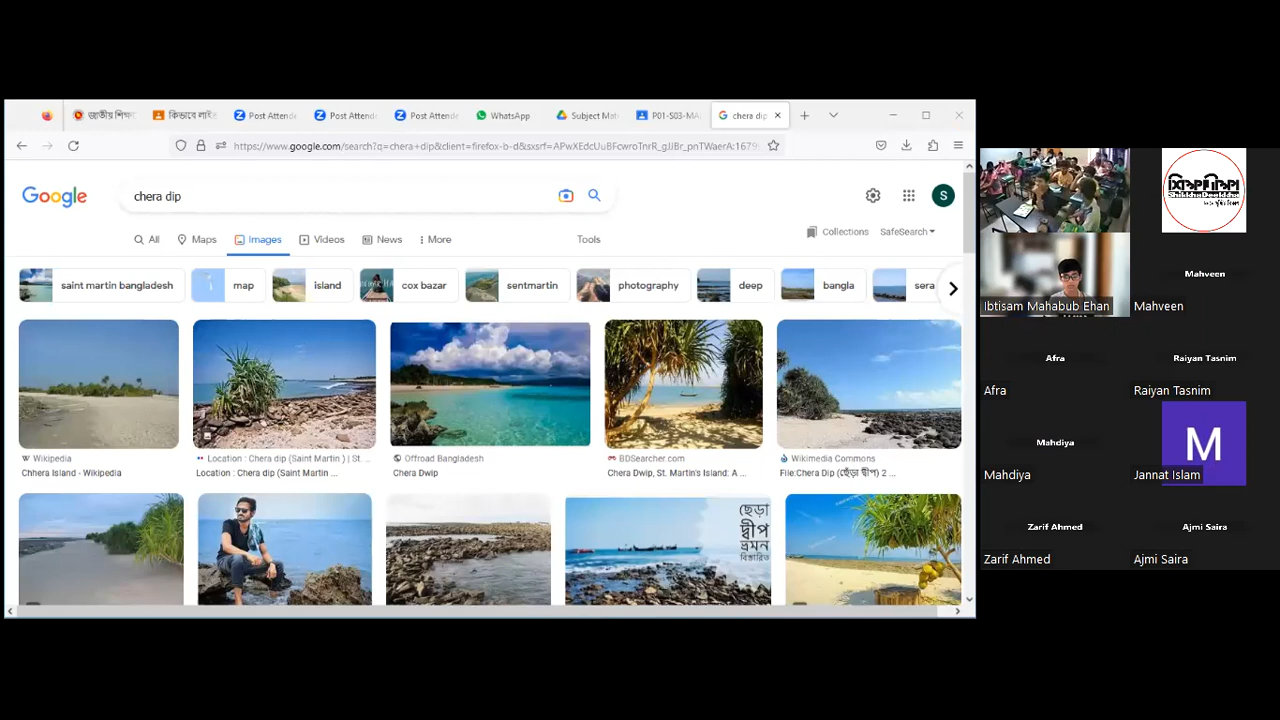 জাতীয় শিক্ষ
কিভাবে লাই
Post Attende
Post Attende
Post Attende
WhatsApp
Subject Mat
P01-S03-MA
chera dip
https://www.google.com/search?q=chera+dip&client=firefox-b-d&sxsrf=
Google
chera dip
S
All
Maps
Images
Videos
News
More
Tools
Collections
SafeSearch
saint martin bangladesh
map
island
cox bazar
sentmartin
photography
deep
bangla
sera
Wikipedia
Chhera Island - Wikipedia
Location : Chera dip (Saint Martin ) | St. ...
Location : Chera dip (Saint Martin ...
Offroad Bangladesh
Chera Dwip
BDSearcher.com
Chera Dwip, St. Martin's Island: A ...
Wikimedia Commons
File:Chera Dip (ছেঁড়া দ্বীপ) 2 ...
ছেড়া
দ্বীপ
ভ্রমন
বিস্তারিত
Ibtisam Mahabub Ehan
Mahveen
Mahveen
Afra
Afra
Raiyan Tasnim
Raiyan Tasnim
Mahdiya
Mahdiya
M
Jannat Islam
Zarif Ahmed
Zarif Ahmed
Ajmi Saira
Ajmi Saira